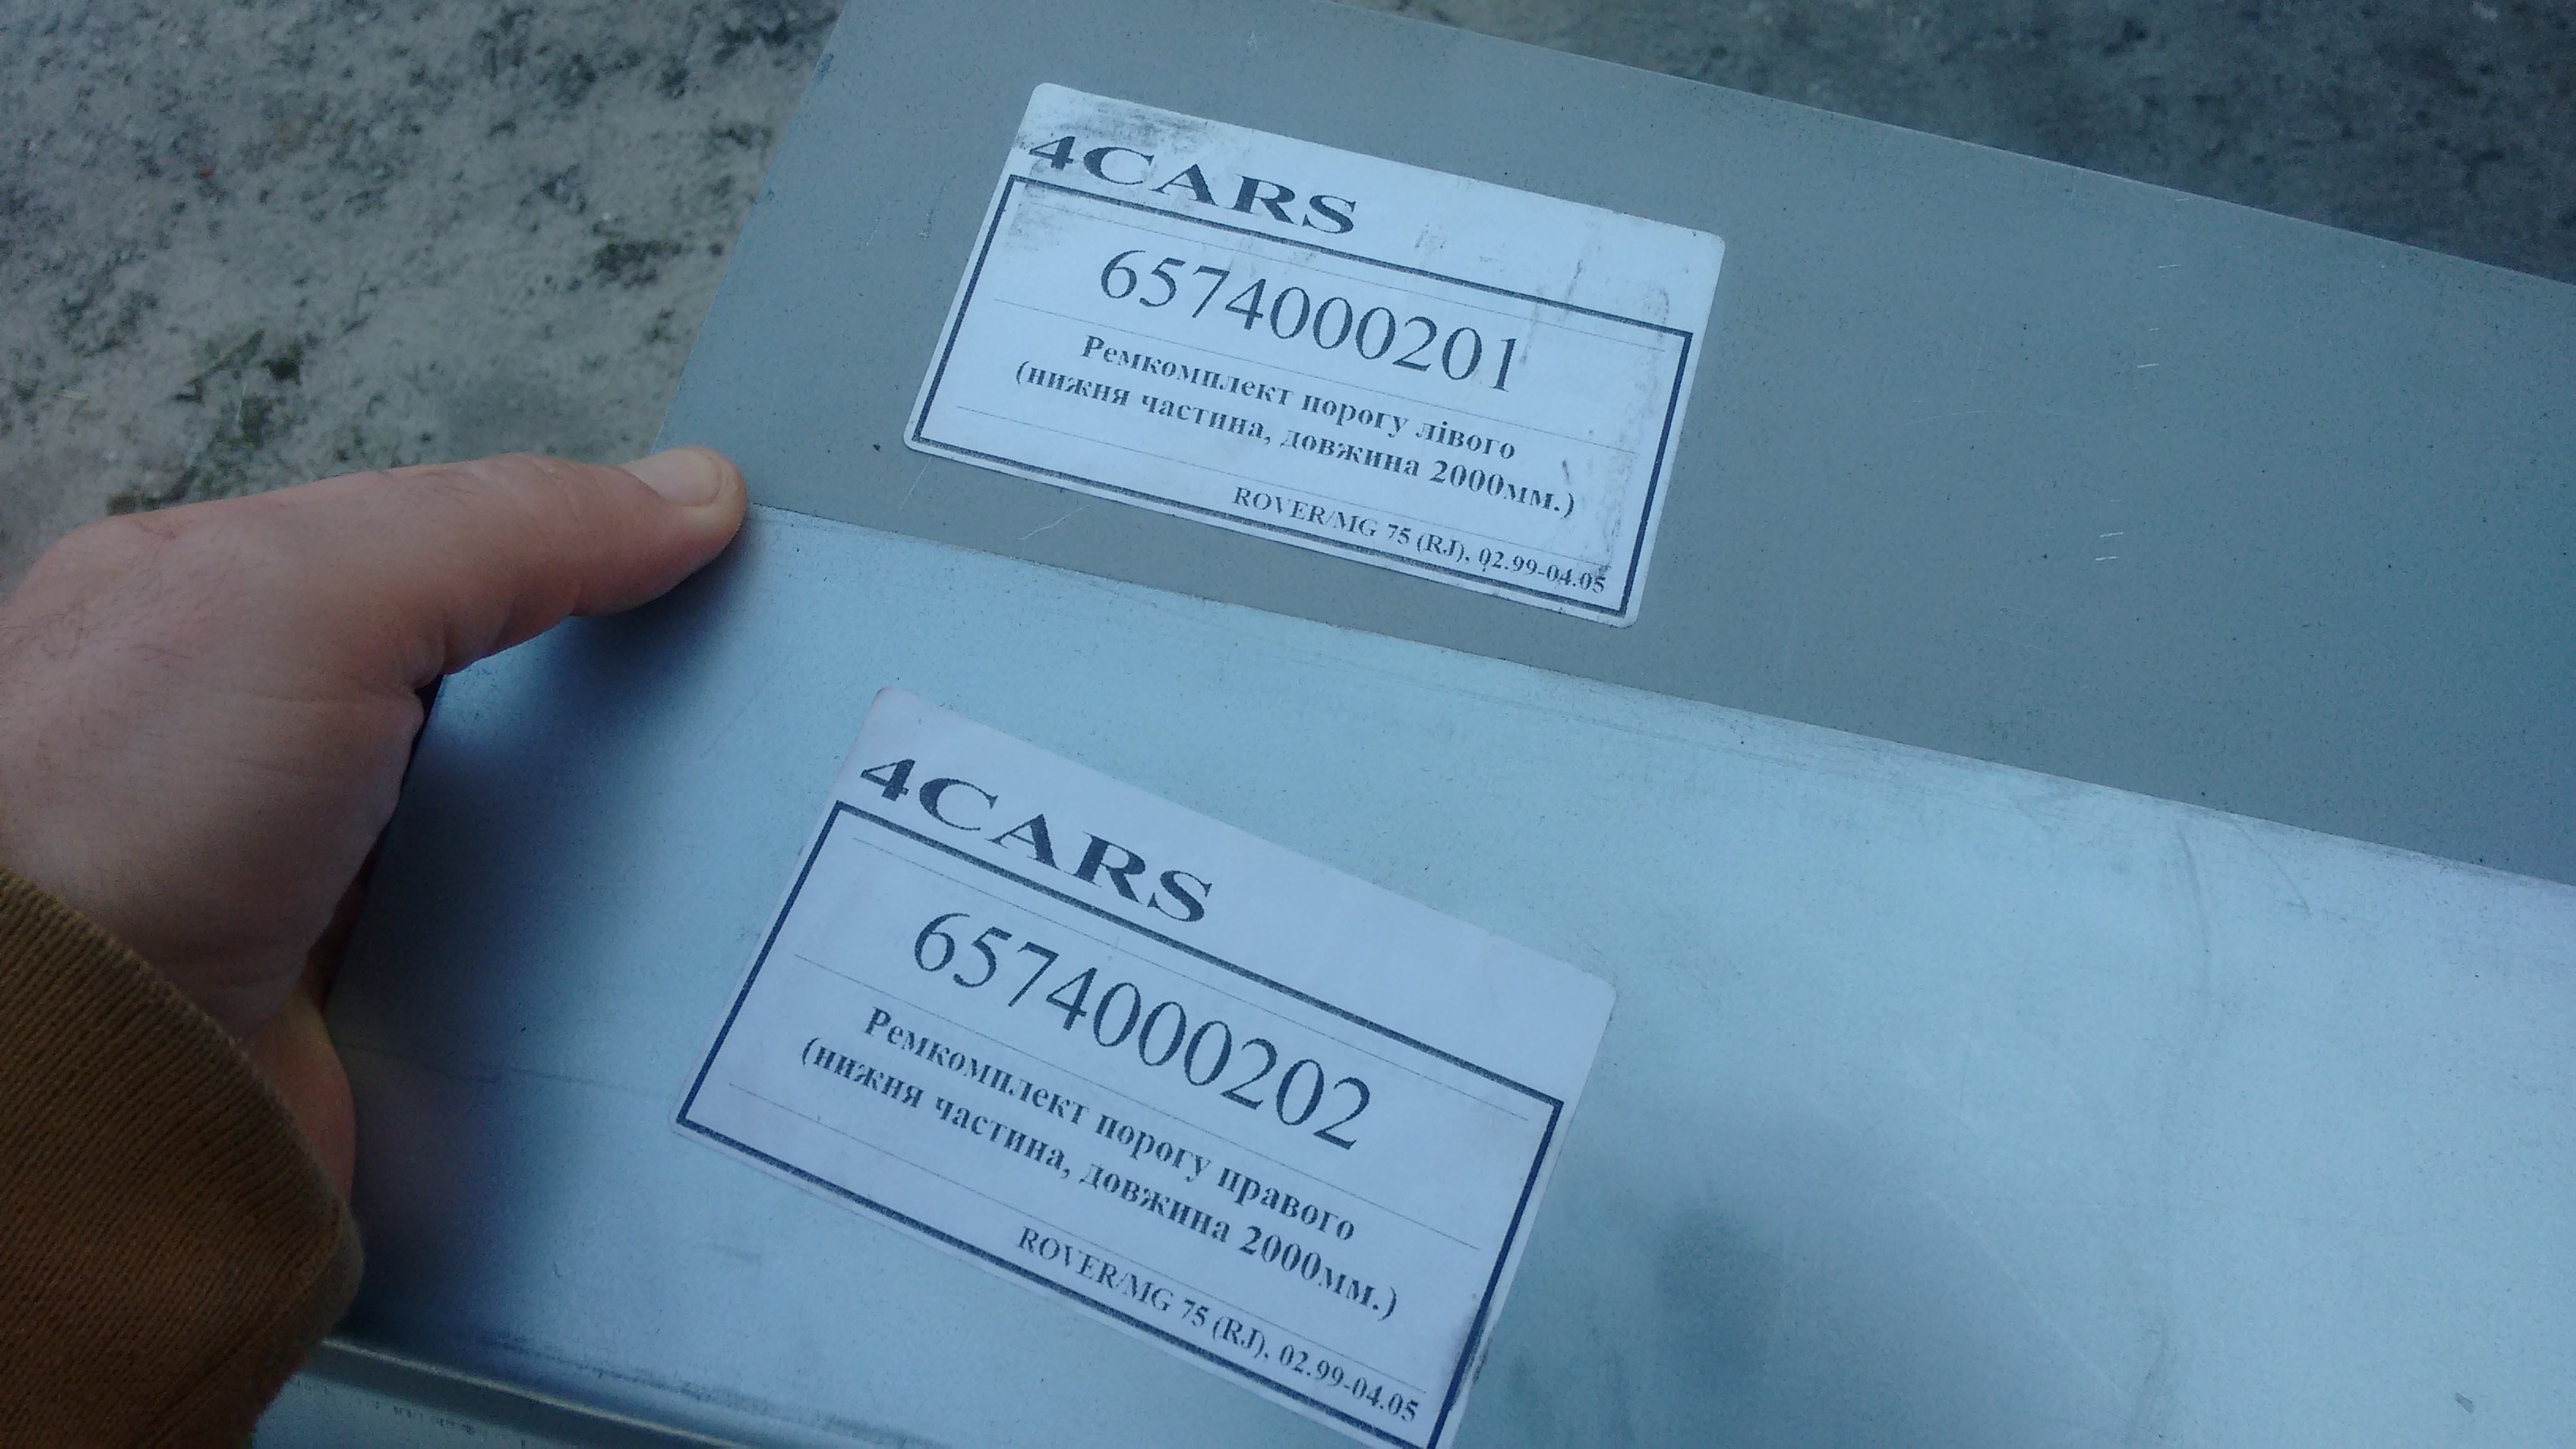 4CARS
6574000201
Ремкомплект порогу лівого
(нижня частина, довжина 2000мм.)
ROVER/MG 75 (RJ), 02.99-04.05
4CARS
6574000202
Ремкомплект порогу правого
(нижня частина, довжина 2000мм.)
ROVER/MG 75 (RJ), 02.99-04.05